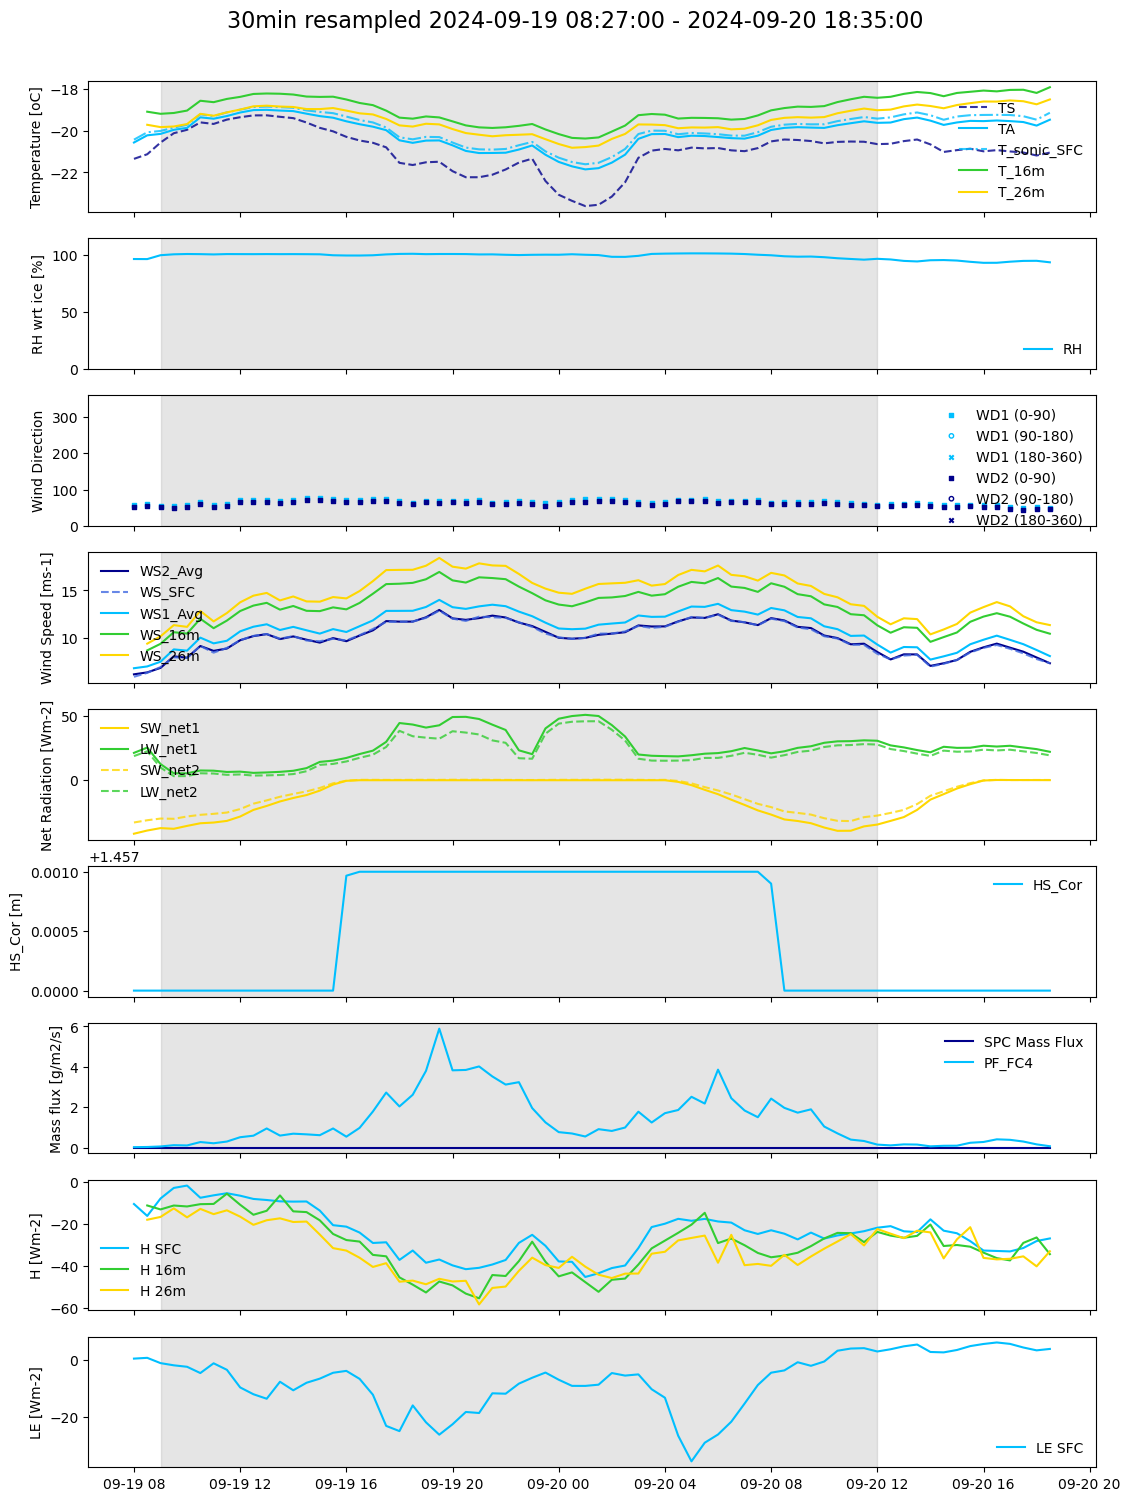 30min resampled 2024-09-19 08:27:00 - 2024-09-20 18:35:00
Temperature [oC]
−18
−20
−22
TS
TA
T_sonic_SFC
T_16m
T_26m
RH wrt ice [%]
100
50
0
RH
Wind Direction
300
200
100
0
WD1 (0-90)
WD1 (90-180)
WD1 (180-360)
WD2 (0-90)
WD2 (90-180)
WD2 (180-360)
Wind Speed [ms-1]
15
10
WS2_Avg
WS_SFC
WS1_Avg
WS_16m
WS_26m
Net Radiation [Wm-2]
50
0
SW_net1
LW_net1
SW_net2
LW_net2
+1.457
HS_Cor [m]
0.0010
0.0005
0.0000
HS_Cor
Mass flux [g/m2/s]
6
4
2
0
SPC Mass Flux
PF_FC4
H [Wm-2]
0
−20
−40
−60
H SFC
H 16m
H 26m
LE [Wm-2]
0
−20
LE SFC
09-19 08 09-19 12 09-19 16 09-19 20 09-20 00 09-20 04 09-20 08 09-20 12 09-20 16 09-20 20